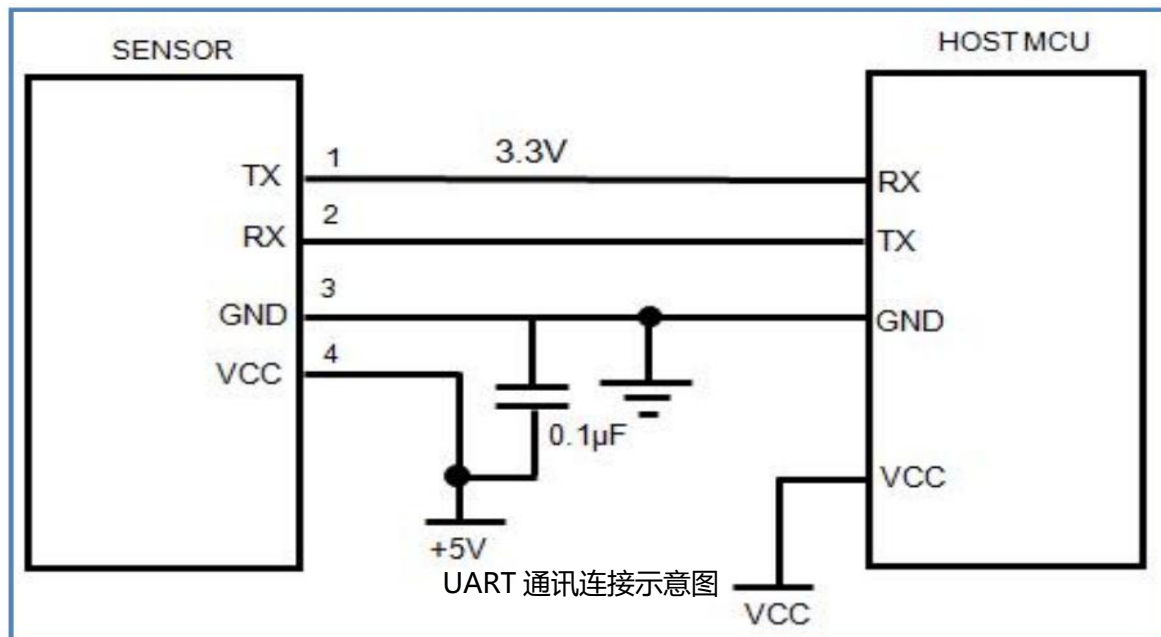 SENSOR
HOST MCU
TX 1 3.3V RX
RX 2 TX
GND 3 GND
VCC 4
0.1μF
VCC
+5V
UART 通讯连接示意图
VCC